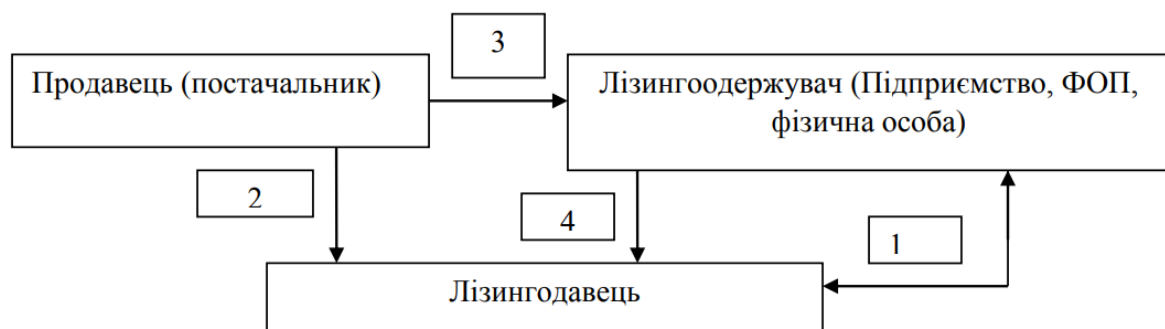 3
Продавець (постачальник)
Лізингоодержувач (Підприємство, ФОП,
фізична особа)
2
4
1
Лізингодавець